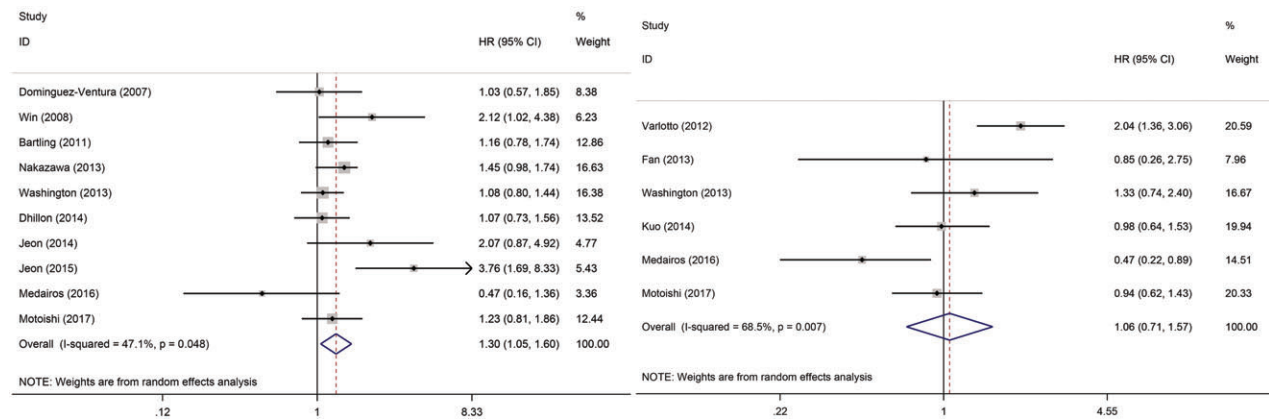 Study %
ID HR (95% CI) Weight
Dominguez-Ventura (2007) 1.03 (0.57, 1.85) 8.38
Win (2008) 2.12 (1.02, 4.38) 6.23
Bartling (2011) 1.16 (0.78, 1.74) 12.86
Nakazawa (2013) 1.45 (0.98, 1.74) 16.63
Washington (2013) 1.08 (0.80, 1.44) 16.38
Dhillon (2014) 1.07 (0.73, 1.56) 13.52
Jeon (2014) 2.07 (0.87, 4.92) 4.77
Jeon (2015) 3.76 (1.69, 8.33) 5.43
Medairos (2016) 0.47 (0.16, 1.36) 3.36
Motoishi (2017) 1.23 (0.81, 1.86) 12.44
Overall (I-squared = 47.1%, p = 0.048) 1.30 (1.05, 1.60) 100.00
NOTE: Weights are from random effects analysis
.12 1 8.33
Study %
ID HR (95% CI) Weight
Varlotto (2012) 2.04 (1.36, 3.06) 20.59
Fan (2013) 0.85 (0.26, 2.75) 7.96
Washington (2013) 1.33 (0.74, 2.40) 16.67
Kuo (2014) 0.98 (0.64, 1.53) 19.94
Medairos (2016) 0.47 (0.22, 0.89) 14.51
Motoishi (2017) 0.94 (0.62, 1.43) 20.33
Overall (I-squared = 68.5%, p = 0.007) 1.06 (0.71, 1.57) 100.00
NOTE: Weights are from random effects analysis
.22 1 4.55